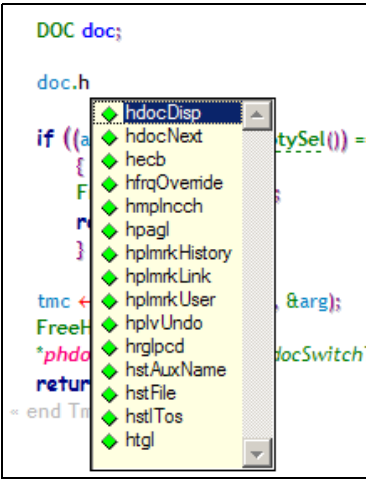 DOC doc;
doc.h
hdocDisp
hdocNext
hecb
hfrqOverride
hmpIncch
hpagl
hplmrkHistory
hplmrkLink
hplmrkUser
hplvUndo
hrglpcd
hstAuxName
hstFile
hstlTos
htgl
if ((a tySel()) =
{
F ;
re
}
tmc ← , &arg);
FreeH
*phdo docSwitch
retur
« end Tm